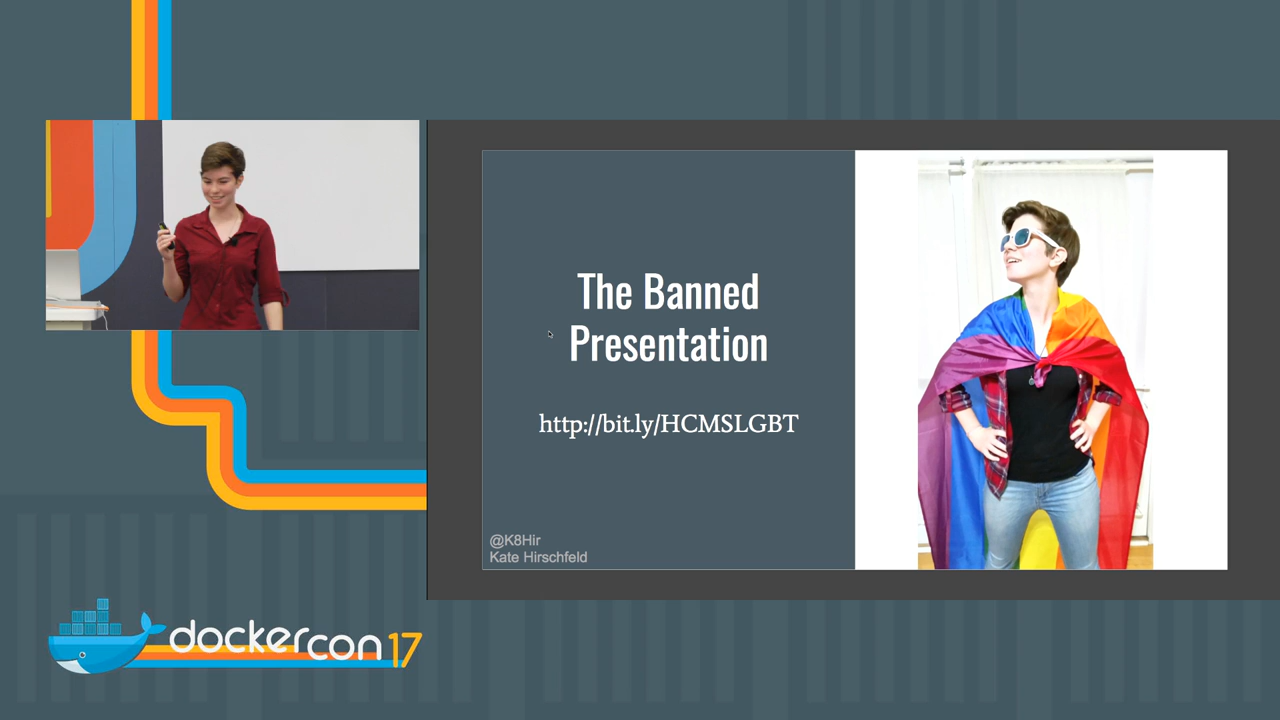 The Banned
Presentation
http://bit.ly/HCMSLGBT
@K8Hir
Kate Hirschfeld
dockercon 17